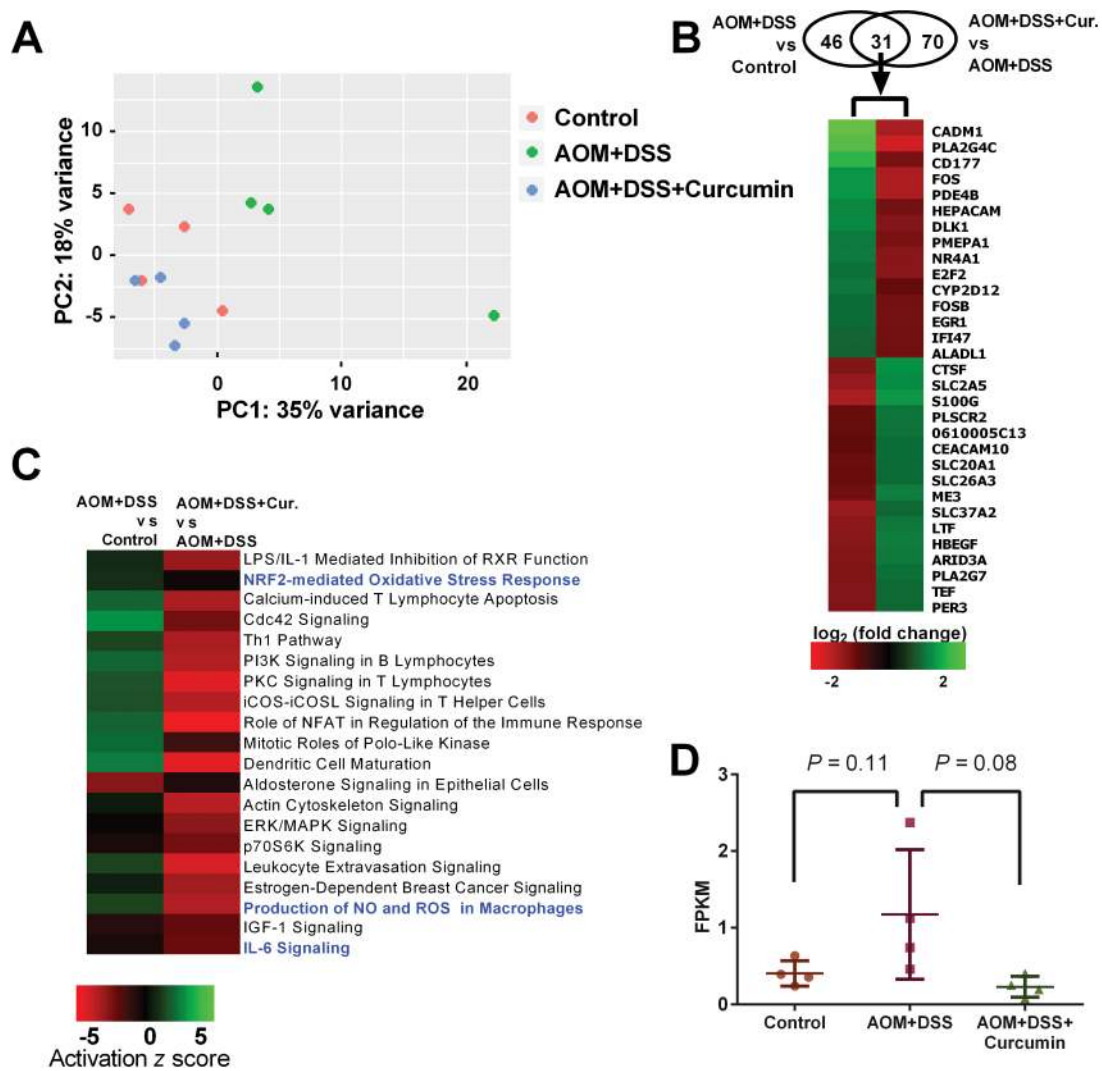 A
10
5
0
-5
PC2: 18% variance
0
10
20
PC1: 35% variance
Control
AOM+DSS
AOM+DSS+Curcumin
B
AOM+DSS
vs
Control
46
31
70
AOM+DSS+Cur.
vs
AOM+DSS
CADM1
PLA2G4C
CD177
FOS
PDE4B
HEPACAM
DLK1
PMEPA1
NR4A1
E2F2
CYP2D12
FOSB
EGR1
IFI47
ALADL1
CTSF
SLC2A5
S100G
PLSCR2
0610005C13
CEACAM10
SLC20A1
SLC26A3
ME3
SLC37A2
LTF
HBEGF
ARID3A
PLA2G7
TEF
PER3
log2 (fold change)
-2
2
C
AOM+DSS
vs
Control
AOM+DSS+Cur.
vs
AOM+DSS
LPS/IL-1 Mediated Inhibition of RXR Function
NRF2-mediated Oxidative Stress Response
Calcium-induced T Lymphocyte Apoptosis
Cdc42 Signaling
Th1 Pathway
PI3K Signaling in B Lymphocytes
PKC Signaling in T Lymphocytes
iCOS-iCOSL Signaling in T Helper Cells
Role of NFAT in Regulation of the Immune Response
Mitotic Roles of Polo-Like Kinase
Dendritic Cell Maturation
Aldosterone Signaling in Epithelial Cells
Actin Cytoskeleton Signaling
ERK/MAPK Signaling
p70S6K Signaling
Leukocyte Extravasation Signaling
Estrogen-Dependent Breast Cancer Signaling
Production of NO and ROS in Macrophages
IGF-1 Signaling
IL-6 Signaling
-5
0
5
Activation z score
D
P = 0.11
P = 0.08
3
2
1
0
FPKM
Control
AOM+DSS
AOM+DSS+
Curcumin